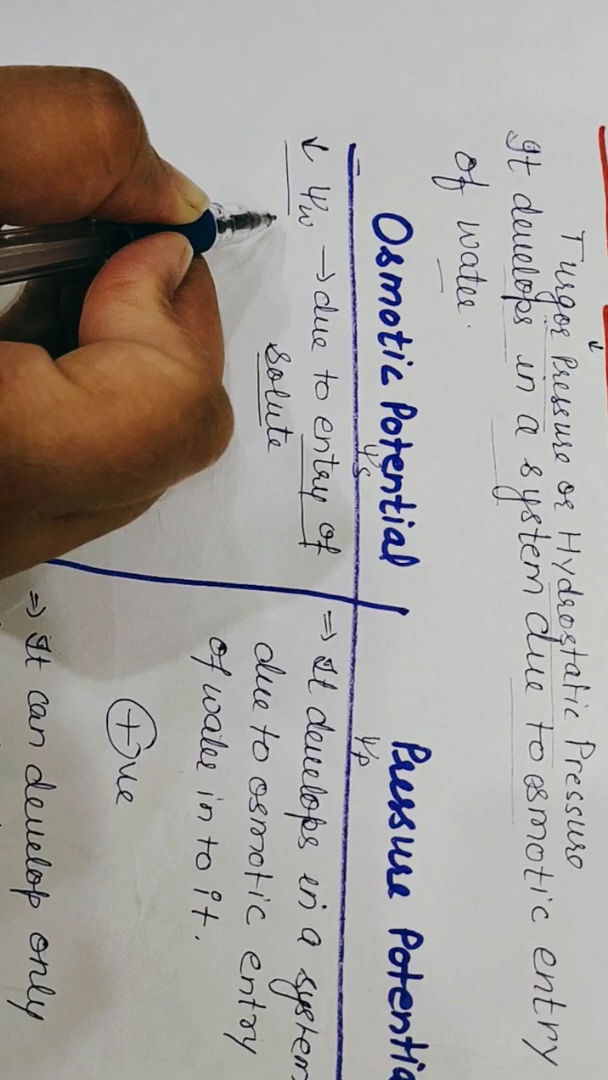 Turgor Pressure or Hydrostatic Pressure
↓
It develops in a system due to osmotic entry
of water.
Osmotic Potential
ψs
↓ ψw → due to entry of
solute
Pressure Potentia
ψp
⇒ It develops in a system
due to osmotic entry
of water in to it.
(+)ve
⇒ It can develop only